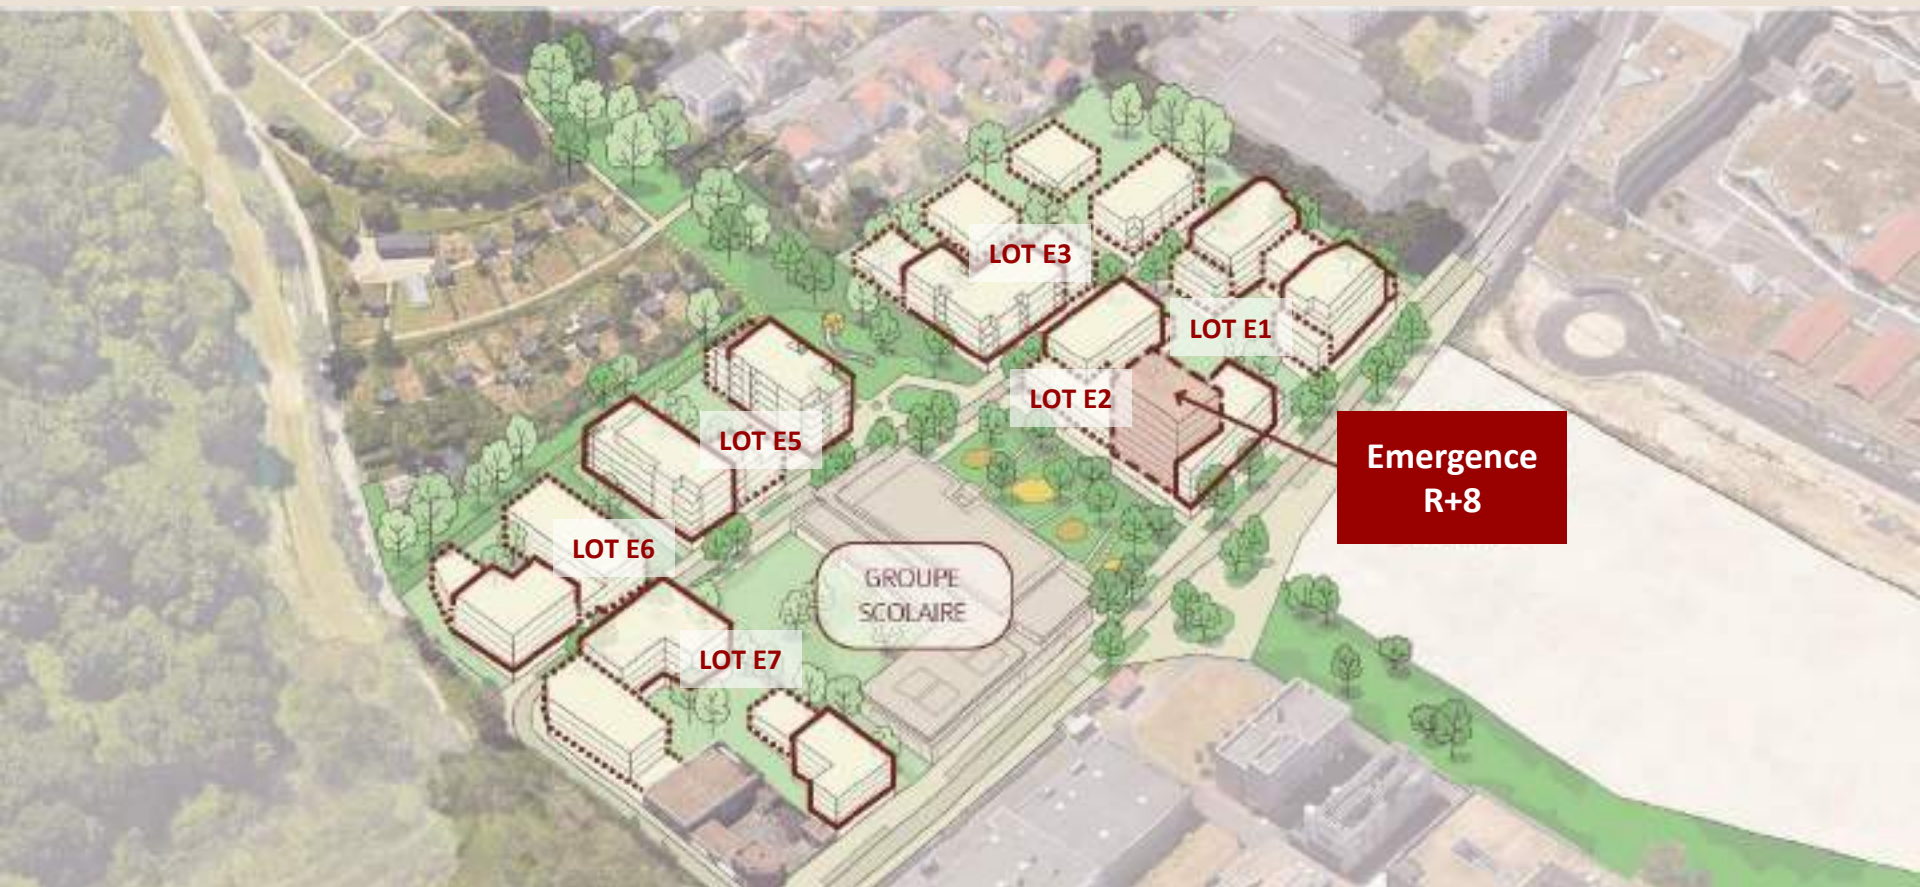 LOT E3
LOT E1
LOT E2
LOT E5
Emergence
R+8
LOT E6
GROUPE
SCOLAIRE
LOT E7